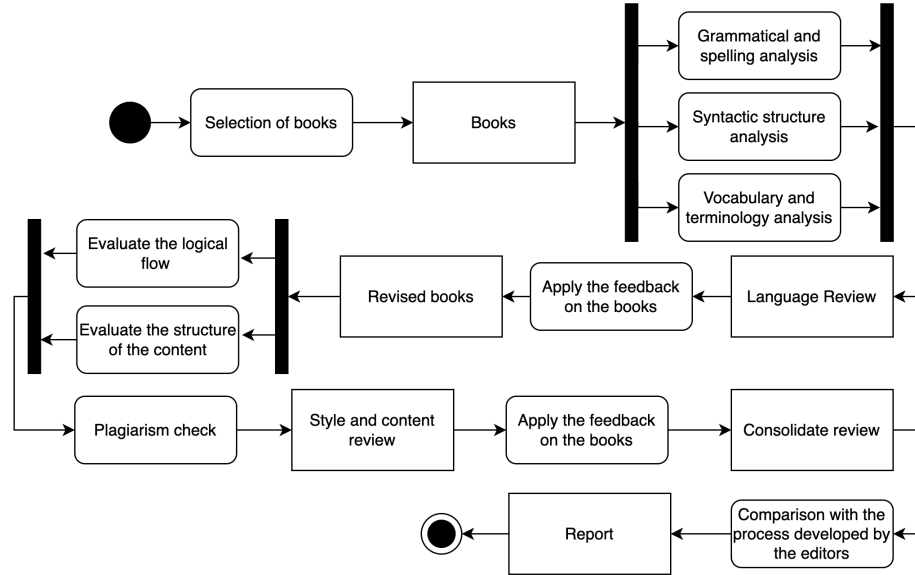 Grammatical and
spelling analysis
Selection of books
Books
Syntactic structure
analysis
Vocabulary and
terminology analysis
Evaluate the logical
flow
Evaluate the structure
of the content
Revised books
Apply the feedback
on the books
Language Review
Plagiarism check
Style and content
review
Apply the feedback
on the books
Consolidate review
Report
Comparison with the
process developed by
the editors